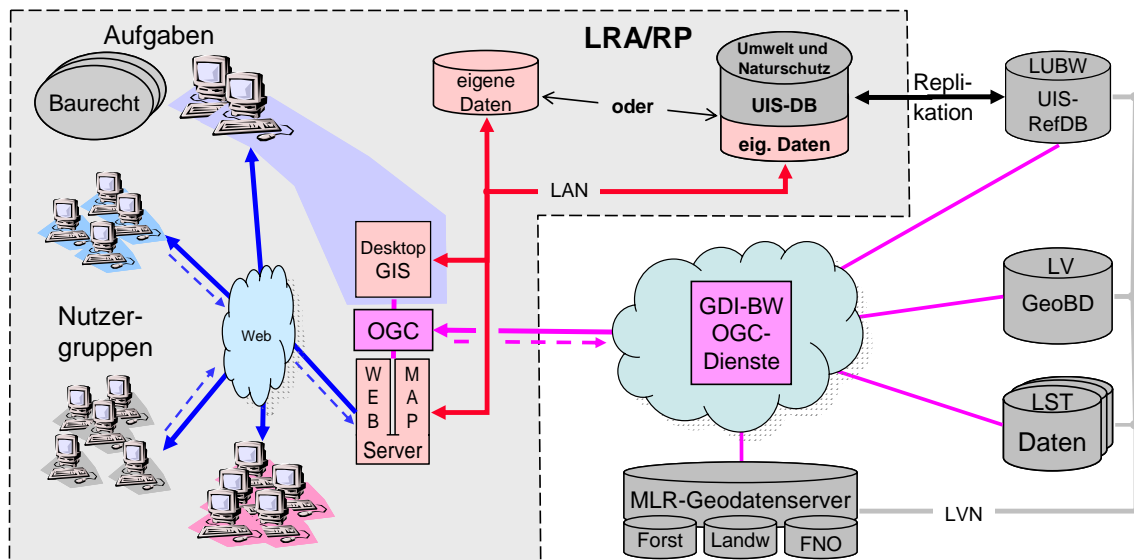 Aufgaben
Baurecht
LRA/RP
eigene
Daten
oder
Umwelt und
Naturschutz
UIS-DB
eig. Daten
Repli-
kation
LUBW
UIS-
RefDB
LAN
Desktop
GIS
OGC
WEB
MAP
Server
Web
Nutzer-
gruppen
GDI-BW
OGC-
Dienste
LV
GeoBD
LST
Daten
MLR-Geodatenserver
Forst
Landw
FNO
LVN